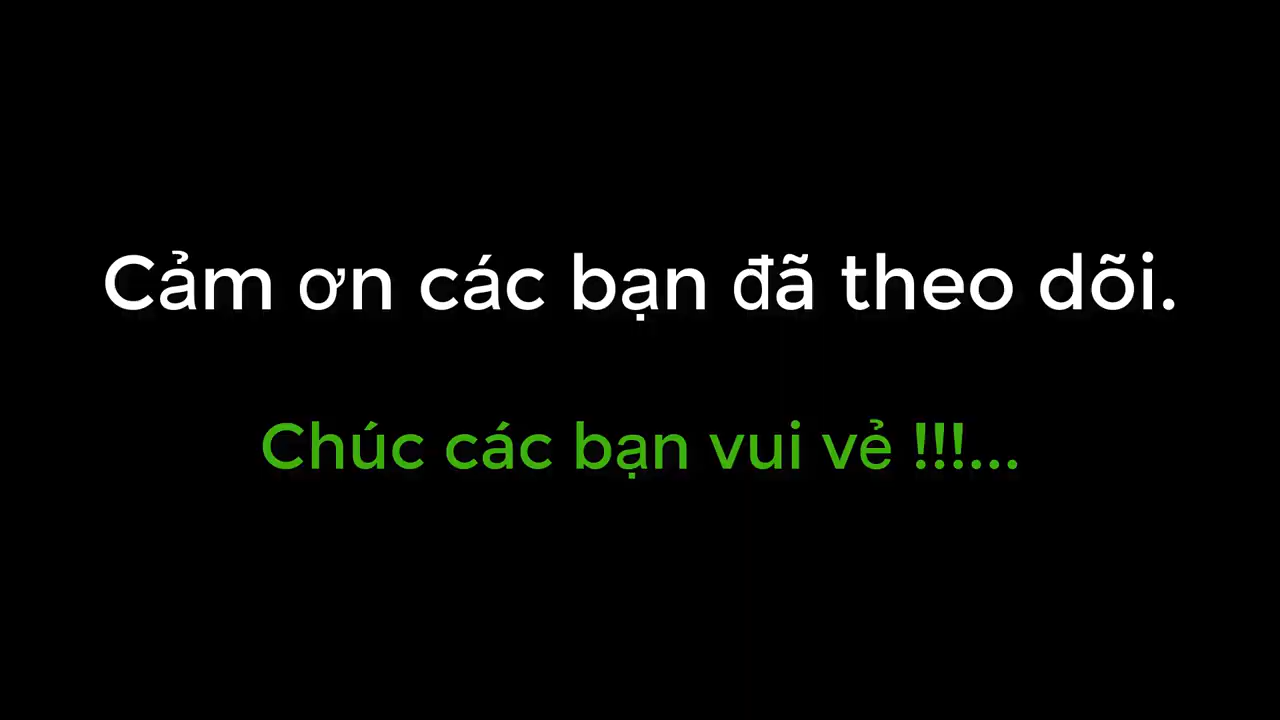 Cảm ơn các bạn đã theo dõi.
Chúc các bạn vui vẻ !!!...